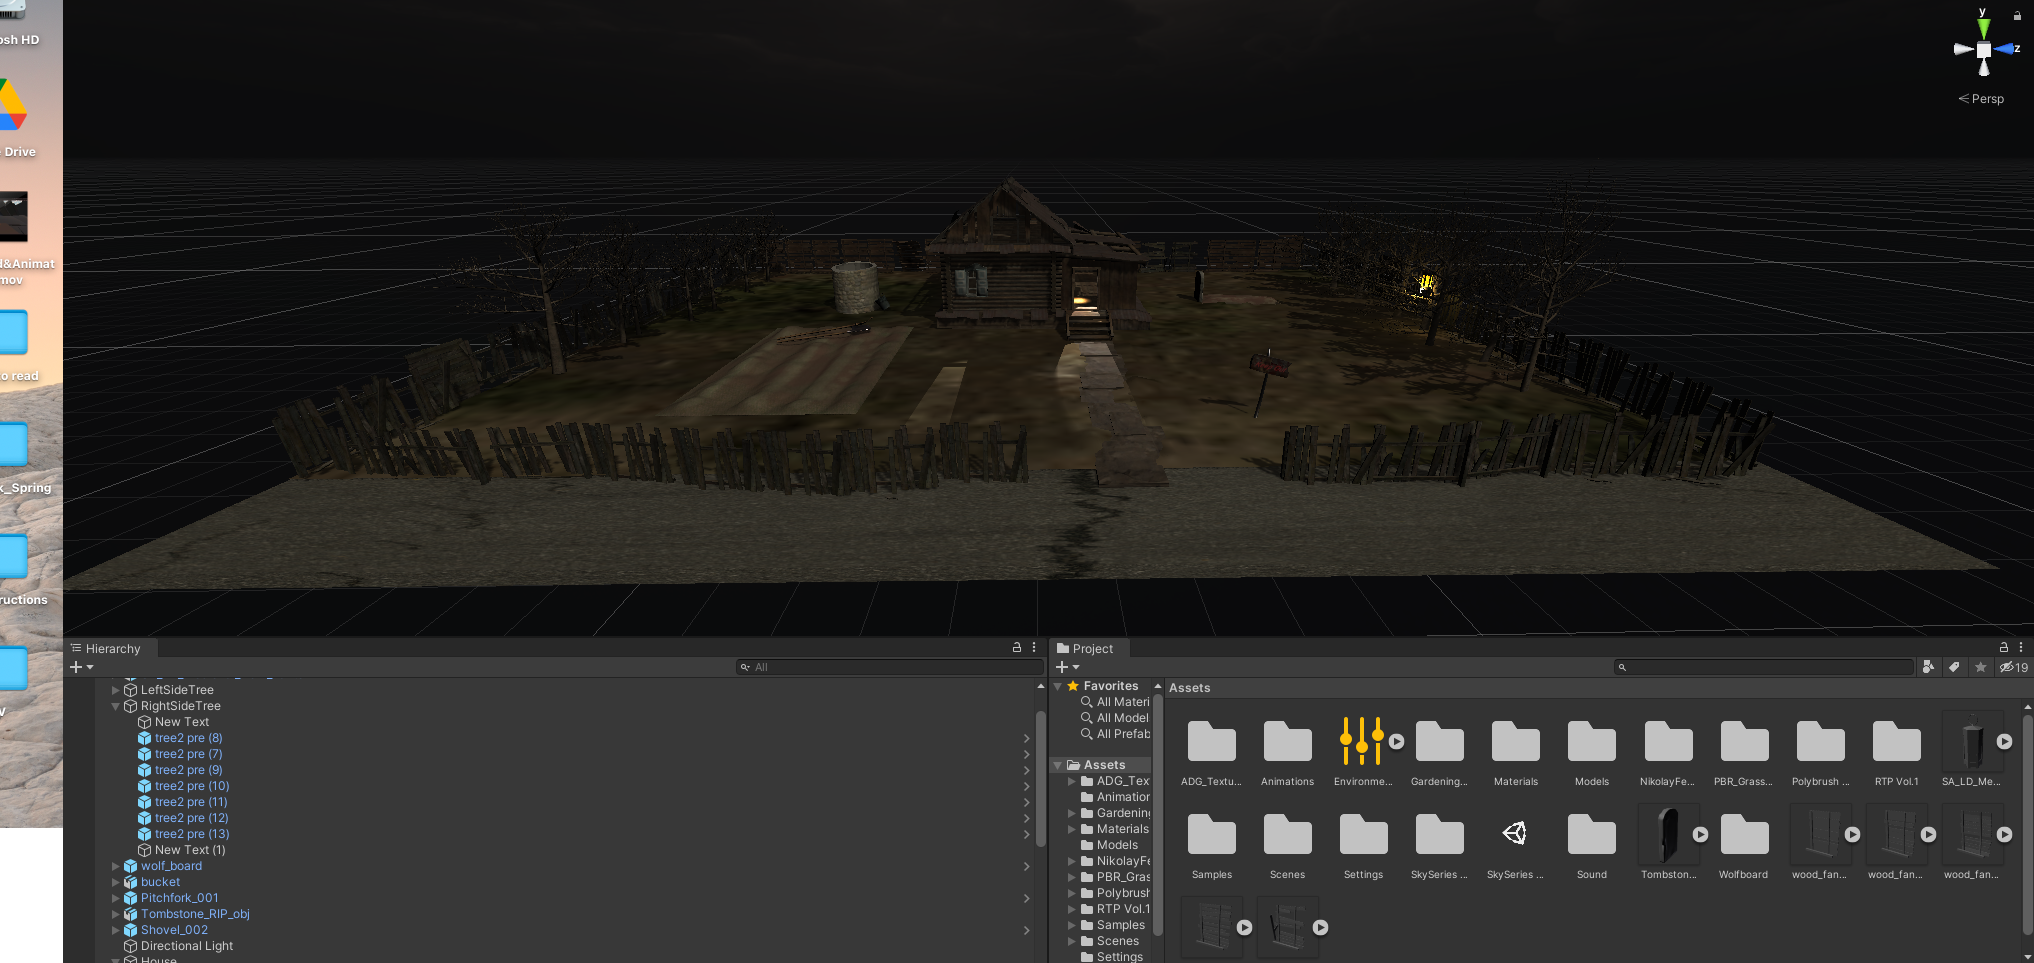 osh HD
Drive
d&Animat
mov
o read
k_Spring
ructions
y
z
< Persp
Hierarchy
All
LeftSideTree
RightSideTree
New Text
tree2 pre (8)
tree2 pre (7)
tree2 pre (9)
tree2 pre (10)
tree2 pre (11)
tree2 pre (12)
tree2 pre (13)
New Text (1)
wolf_board
bucket
Pitchfork_001
Tombstone_RIP_obj
Shovel_002
Directional Light
House
Project
19
Favorites
All Materi
All Model
All Prefab
Assets
ADG_Tex
Animation
Gardening
Materials
Models
NikolayFe
PBR_Gras
Polybrush
RTP Vol.1
Samples
Scenes
Settings
Assets
ADG_Textu...
Animations
Environme...
Gardening...
Materials
Models
NikolayFe...
PBR_Grass...
Polybrush ...
RTP Vol.1
SA_LD_Me...
Samples
Scenes
Settings
SkySeries ...
SkySeries ...
Sound
Tombston...
Wolfboard
wood_fan...
wood_fan...
wood_fan...